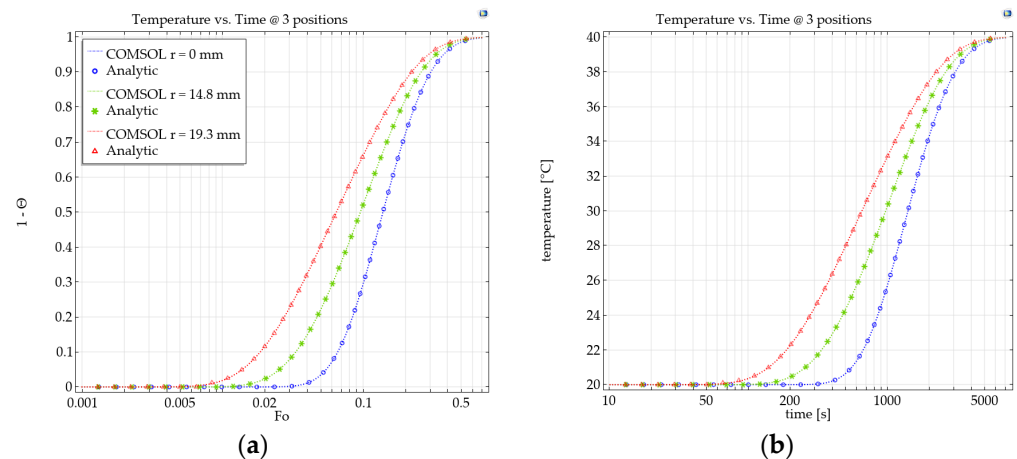 Temperature vs. Time @ 3 positions
1
0.9
0.8
0.7
0.6
0.5
0.4
0.3
0.2
0.1
0
1 - Θ
COMSOL r = 0 mm
Analytic
COMSOL r = 14.8 mm
Analytic
COMSOL r = 19.3 mm
Analytic
0.001 0.005 0.02 0.1 0.5
Fo
(a)
Temperature vs. Time @ 3 positions
40
38
36
34
32
30
28
26
24
22
20
temperature [°C]
10 50 200 1000 5000
time [s]
(b)